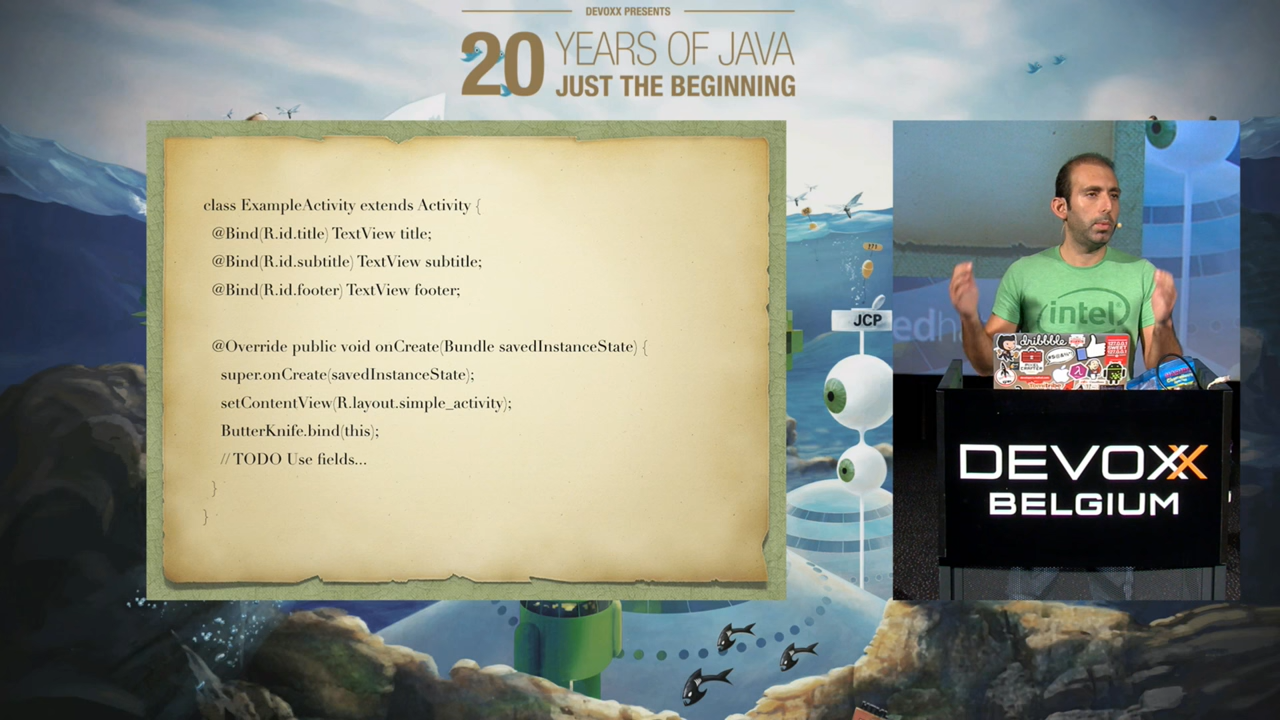 DEVOXX PRESENTS
20 YEARS OF JAVA
JUST THE BEGINNING
class ExampleActivity extends Activity {
@Bind(R.id.title) TextView title;
@Bind(R.id.subtitle) TextView subtitle;
@Bind(R.id.footer) TextView footer;
@Override public void onCreate(Bundle savedInstanceState) {
super.onCreate(savedInstanceState);
setContentView(R.layout.simple_activity);
ButterKnife.bind(this);
// TODO Use fields...
}
}
JCP
intel
dribbble
DEVOXX
BELGIUM